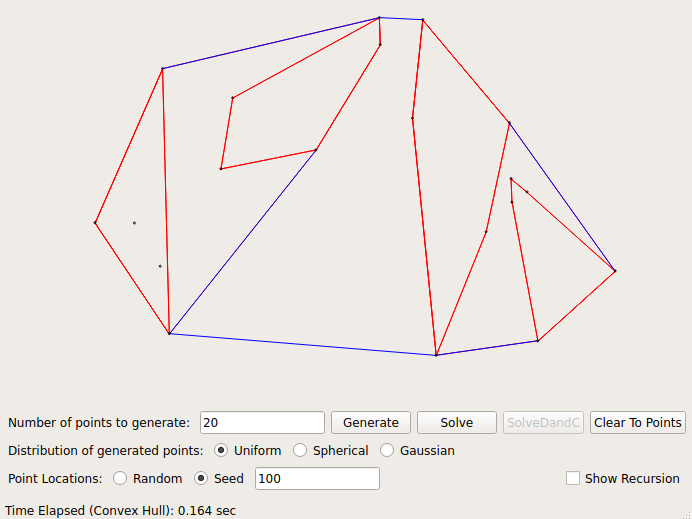 Number of points to generate: 20 Generate Solve SolveDandC Clear To Points
Distribution of generated points: Uniform Spherical Gaussian
Point Locations: Random Seed 100 Show Recursion
Time Elapsed (Convex Hull): 0.164 sec